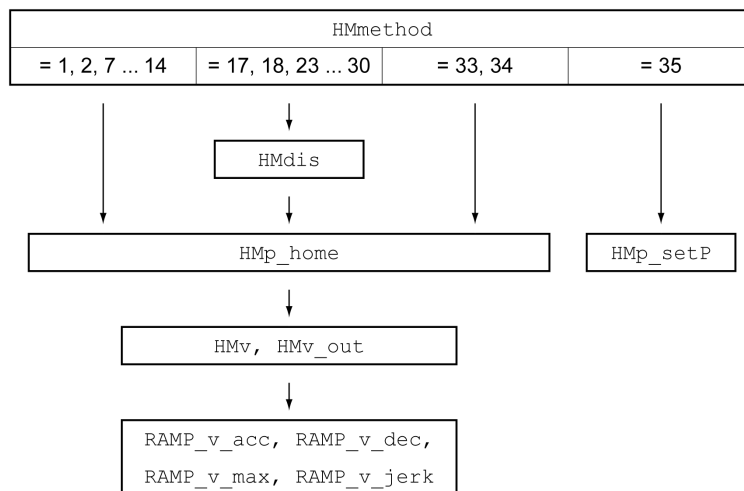 HMmethod
= 1, 2, 7 ... 14
= 17, 18, 23 ... 30
= 33, 34
= 35
HMdis
HMp_home
HMp_setP
HMv, HMv_out
RAMP_v_acc, RAMP_v_dec,
RAMP_v_max, RAMP_v_jerk